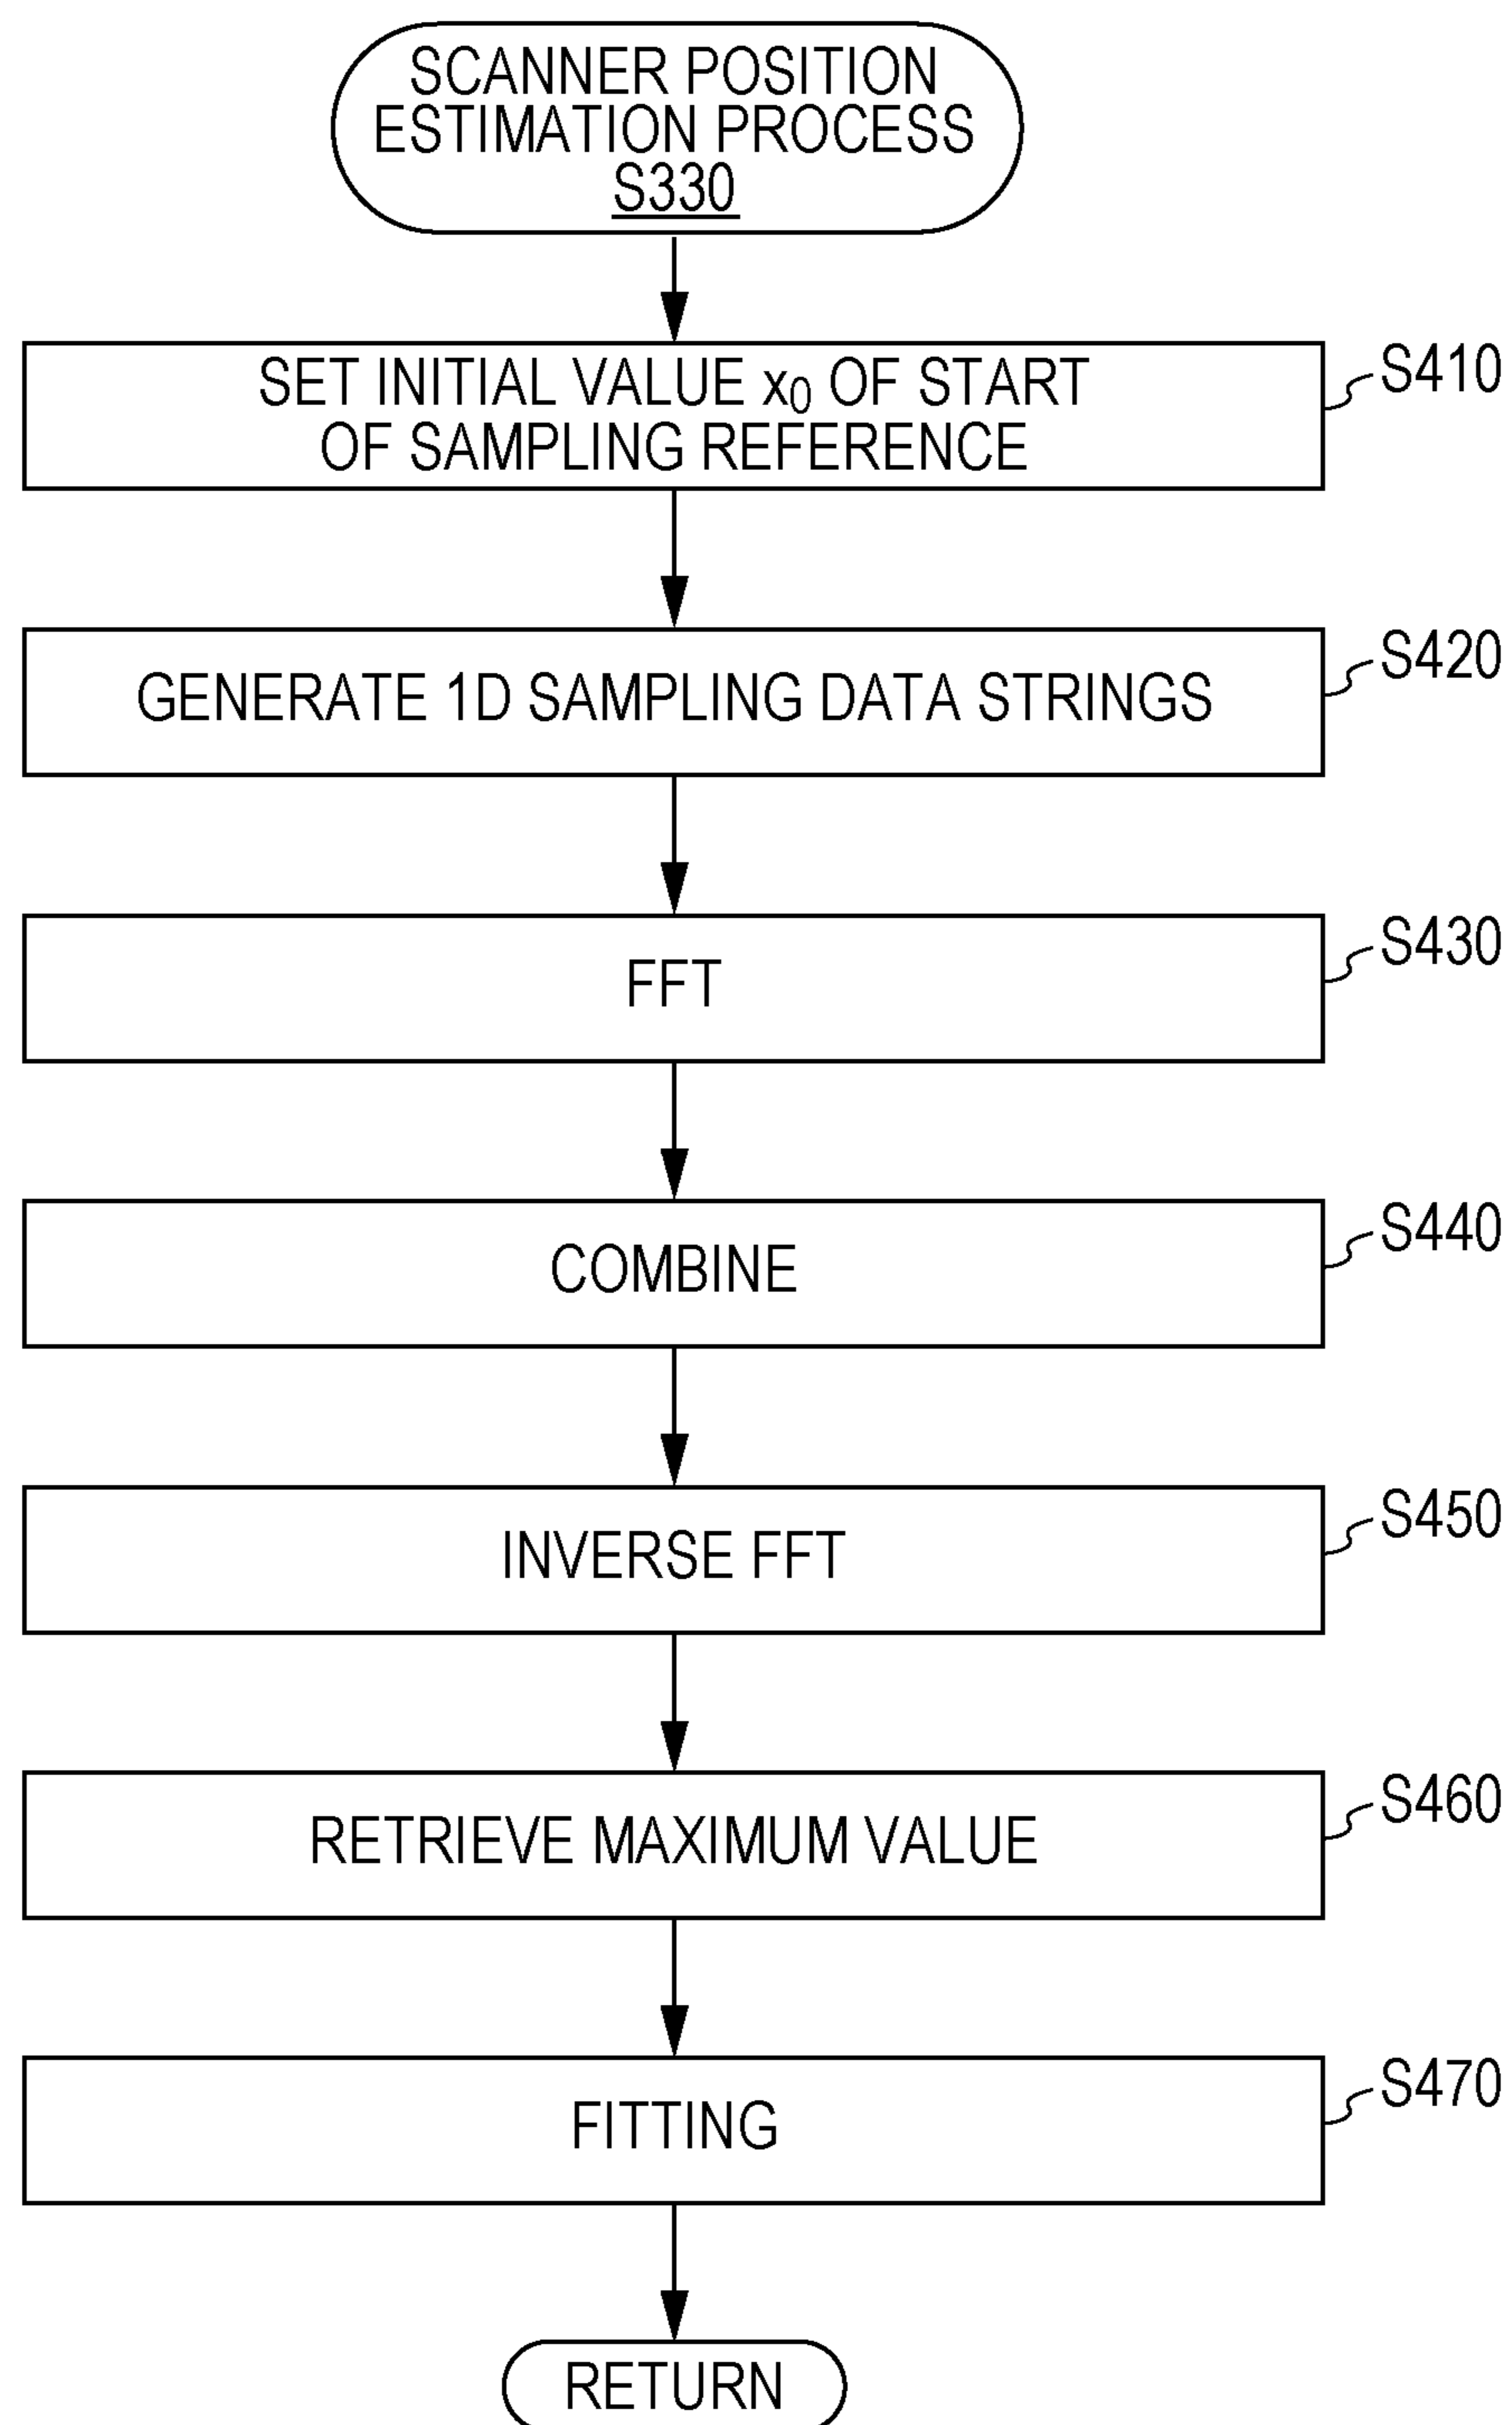 SCANNER POSITION
ESTIMATION PROCESS
S330
SET INITIAL VALUE x₀ OF START
OF SAMPLING REFERENCE
S410
GENERATE 1D SAMPLING DATA STRINGS
S420
FFT
S430
COMBINE
S440
INVERSE FFT
S450
RETRIEVE MAXIMUM VALUE
S460
FITTING
S470
RETURN